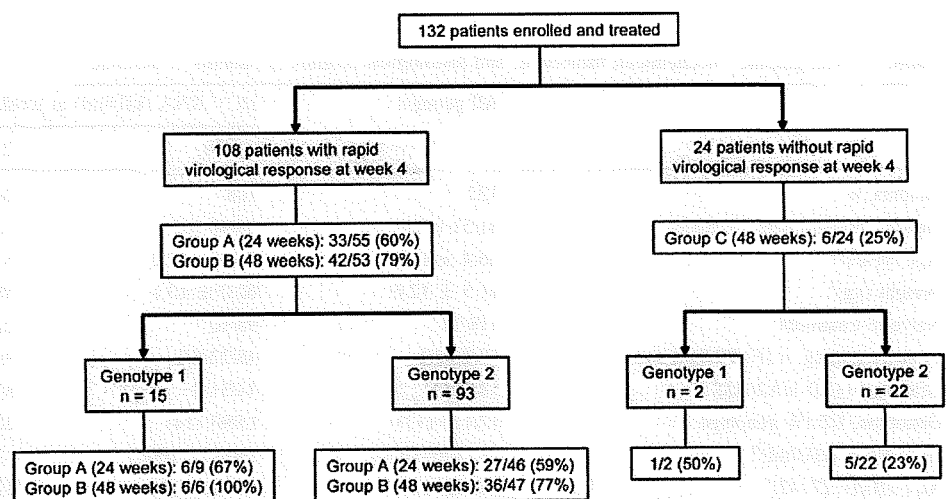 132 patients enrolled and treated
108 patients with rapid
virological response at week 4
24 patients without rapid
virological response at week 4
Group A (24 weeks): 33/55 (60%)
Group B (48 weeks): 42/53 (79%)
Group C (48 weeks): 6/24 (25%)
Genotype 1
n = 15
Genotype 2
n = 93
Genotype 1
n = 2
Genotype 2
n = 22
Group A (24 weeks): 6/9 (67%)
Group B (48 weeks): 6/6 (100%)
Group A (24 weeks): 27/46 (59%)
Group B (48 weeks): 36/47 (77%)
1/2 (50%)
5/22 (23%)